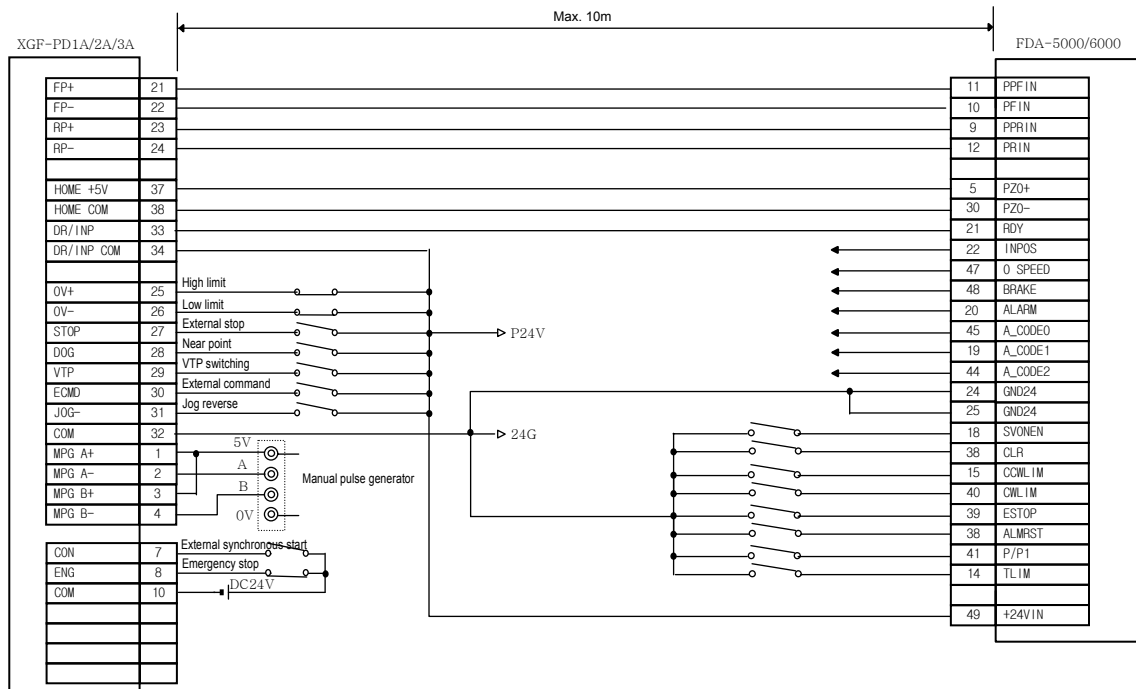 Max. 10m
XGF-PD1A/2A/3A
FDA-5000/6000
FP+ 21
FP- 22
RP+ 23
RP- 24
HOME +5V 37
HOME COM 38
DR/INP 33
DR/INP COM 34
0V+ 25 High limit
0V- 26 Low limit
STOP 27 External stop
DOG 28 Near point
VTP 29 VTP switching
ECMD 30 External command
JOG- 31 Jog reverse
COM 32
MPG A+ 1 5V
MPG A- 2 A
MPG B+ 3 B
MPG B- 4 0V
Manual pulse generator
CON 7 External synchronous start
ENG 8 Emergency stop
COM 10 DC24V
P24V
24G
11 PPFIN
10 PFIN
9 PPRIN
12 PRIN
5 PZO+
30 PZO-
21 RDY
22 INPOS
47 0 SPEED
48 BRAKE
20 ALARM
45 A_CODE0
19 A_CODE1
44 A_CODE2
24 GND24
25 GND24
18 SVONEN
38 CLR
15 CCWLIM
40 CWLIM
39 ESTOP
38 ALMRST
41 P/P1
14 TLIM
49 +24VIN